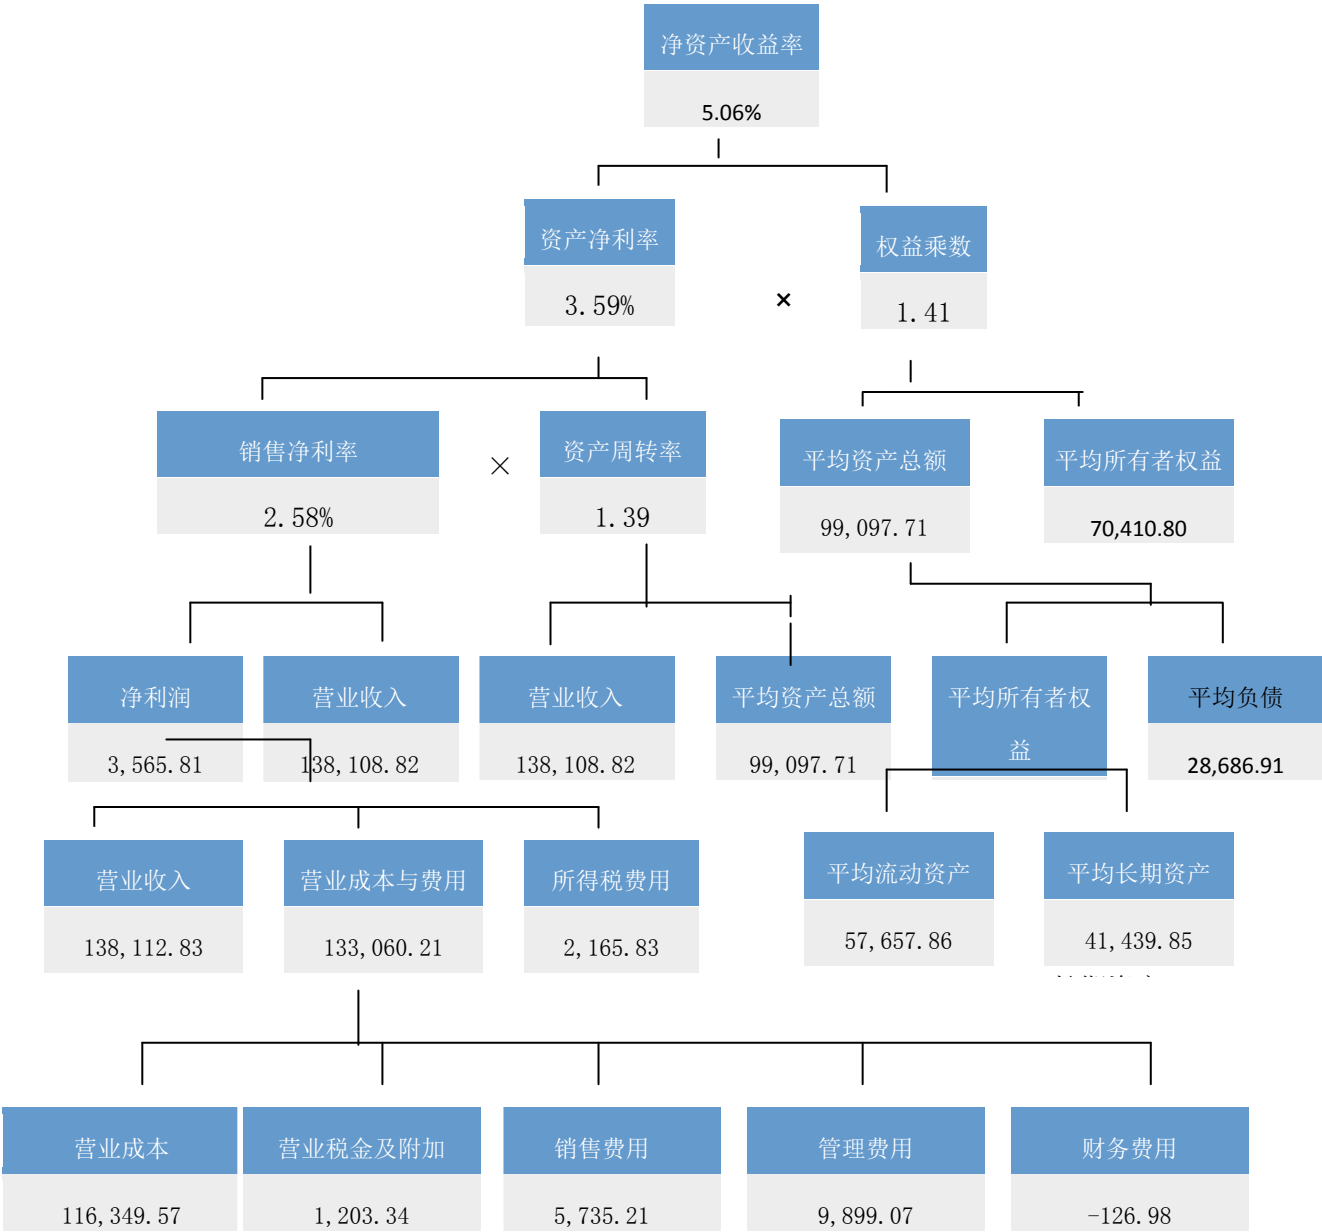 净资产收益率
5.06%
资产净利率
权益乘数
3.59%
×
1.41
销售净利率
×
资产周转率
平均资产总额
平均所有者权益
2.58%
1.39
99,097.71
70,410.80
净利润
营业收入
营业收入
平均资产总额
平均所有者权
益
平均负债
3,565.81
138,108.82
138,108.82
99,097.71
28,686.91
营业收入
营业成本与费用
所得税费用
平均流动资产
平均长期资产
138,112.83
133,060.21
2,165.83
57,657.86
41,439.85
营业成本
营业税金及附加
销售费用
管理费用
财务费用
116,349.57
1,203.34
5,735.21
9,899.07
-126.98